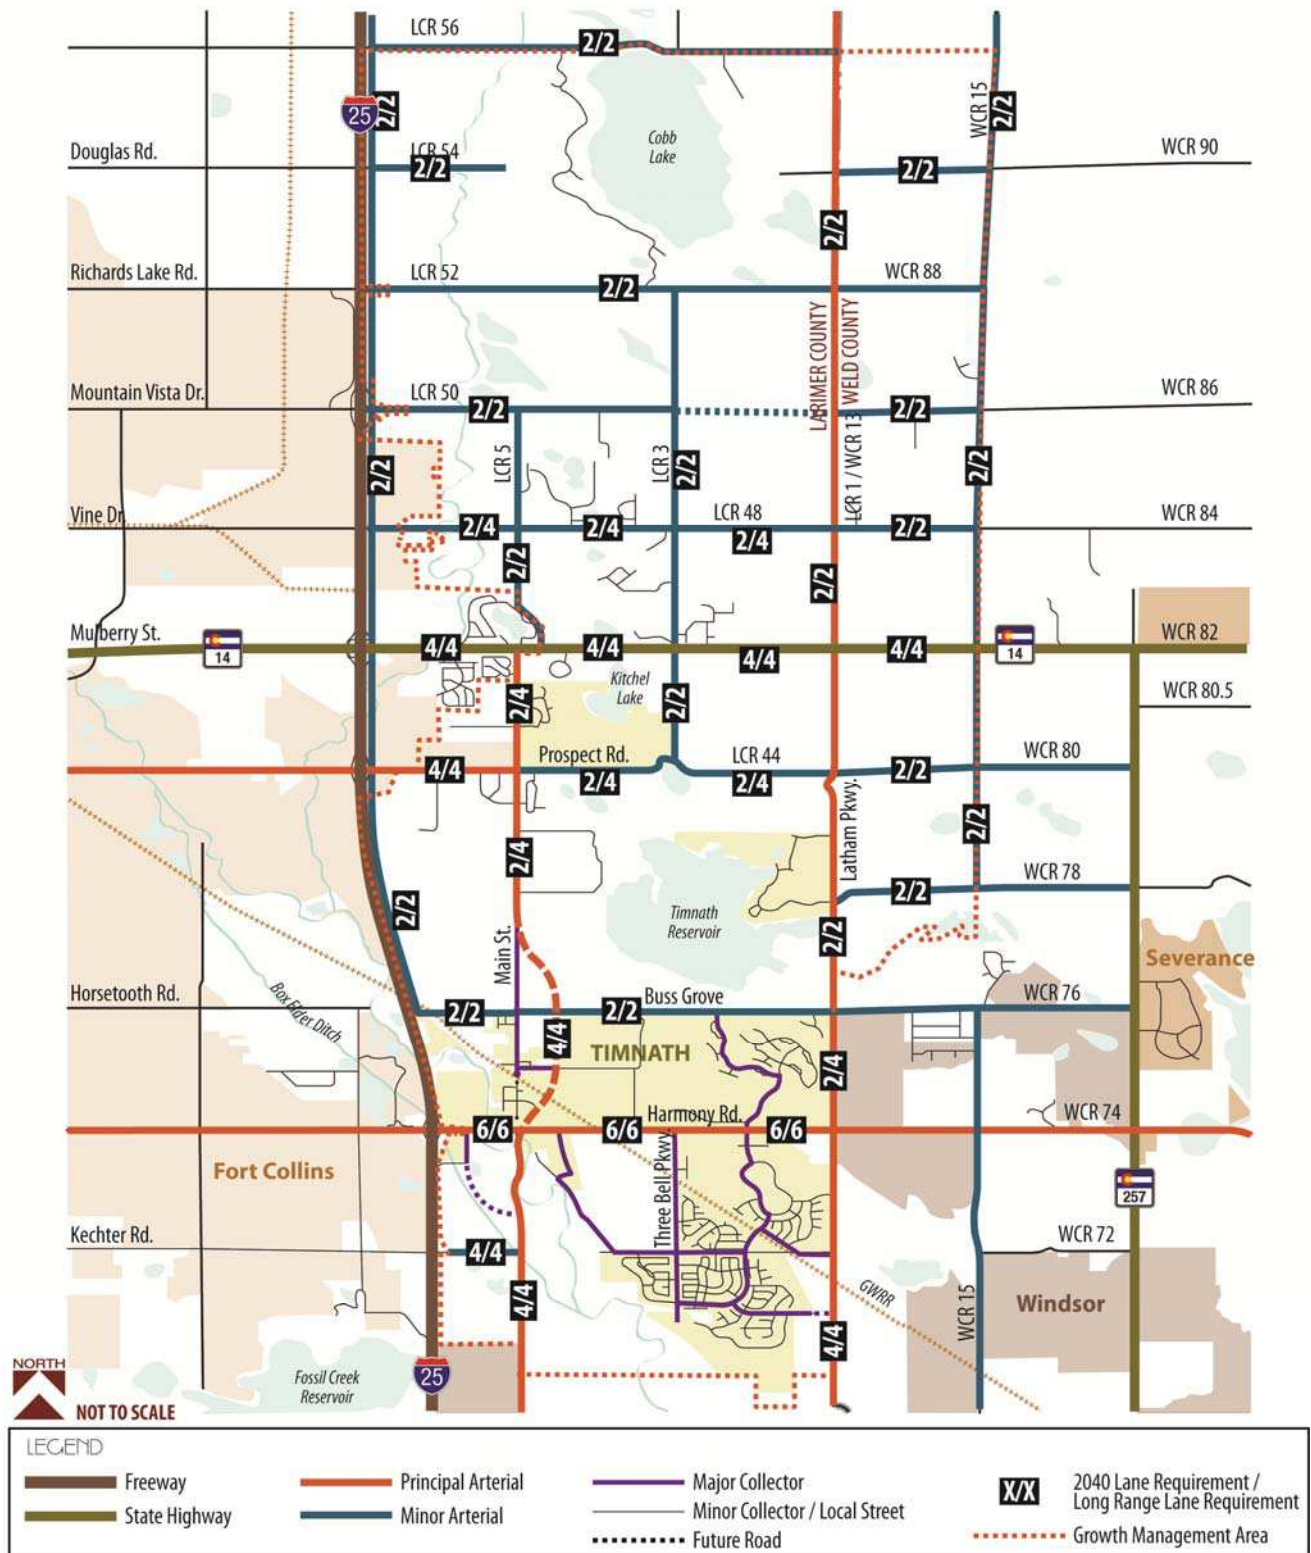 LCR 56
2/2
25
2/2
WCR 15
2/2
Cobb
Lake
Douglas Rd.
LCR 54
2/2
2/2
WCR 90
2/2
Richards Lake Rd.
LCR 52
2/2
WCR 88
LARIMER COUNTY
WELD COUNTY
Mountain Vista Dr.
LCR 50
2/2
2/2
WCR 86
2/2
LCR 5
LCR 3
2/2
LCR 1 / WCR 13
2/2
Vine Dr.
2/4
2/4
LCR 48
2/4
2/2
WCR 84
2/2
2/2
Mulberry St.
14
4/4
4/4
4/4
4/4
14
WCR 82
Kitchel
Lake
2/4
2/2
WCR 80.5
Prospect Rd.
LCR 44
WCR 80
4/4
2/4
2/4
2/2
Latham Pkwy.
2/2
2/4
WCR 78
2/2
2/2
Timnath
Reservoir
2/2
Main St.
Severance
Horsetooth Rd.
Box Elder Ditch
Buss Grove
WCR 76
2/2
2/2
4/4
TIMNATH
2/4
Harmony Rd.
WCR 74
6/6
6/6
6/6
Three Bell Pkwy.
Fort Collins
257
Kechter Rd.
4/4
WCR 72
4/4
GWRR
WCR 15
Windsor
4/4
NORTH
NOT TO SCALE
Fossil Creek
Reservoir
25
LEGEND
Freeway
Principal Arterial
Major Collector
X/X
2040 Lane Requirement /
Long Range Lane Requirement
State Highway
Minor Arterial
Minor Collector / Local Street
Future Road
Growth Management Area